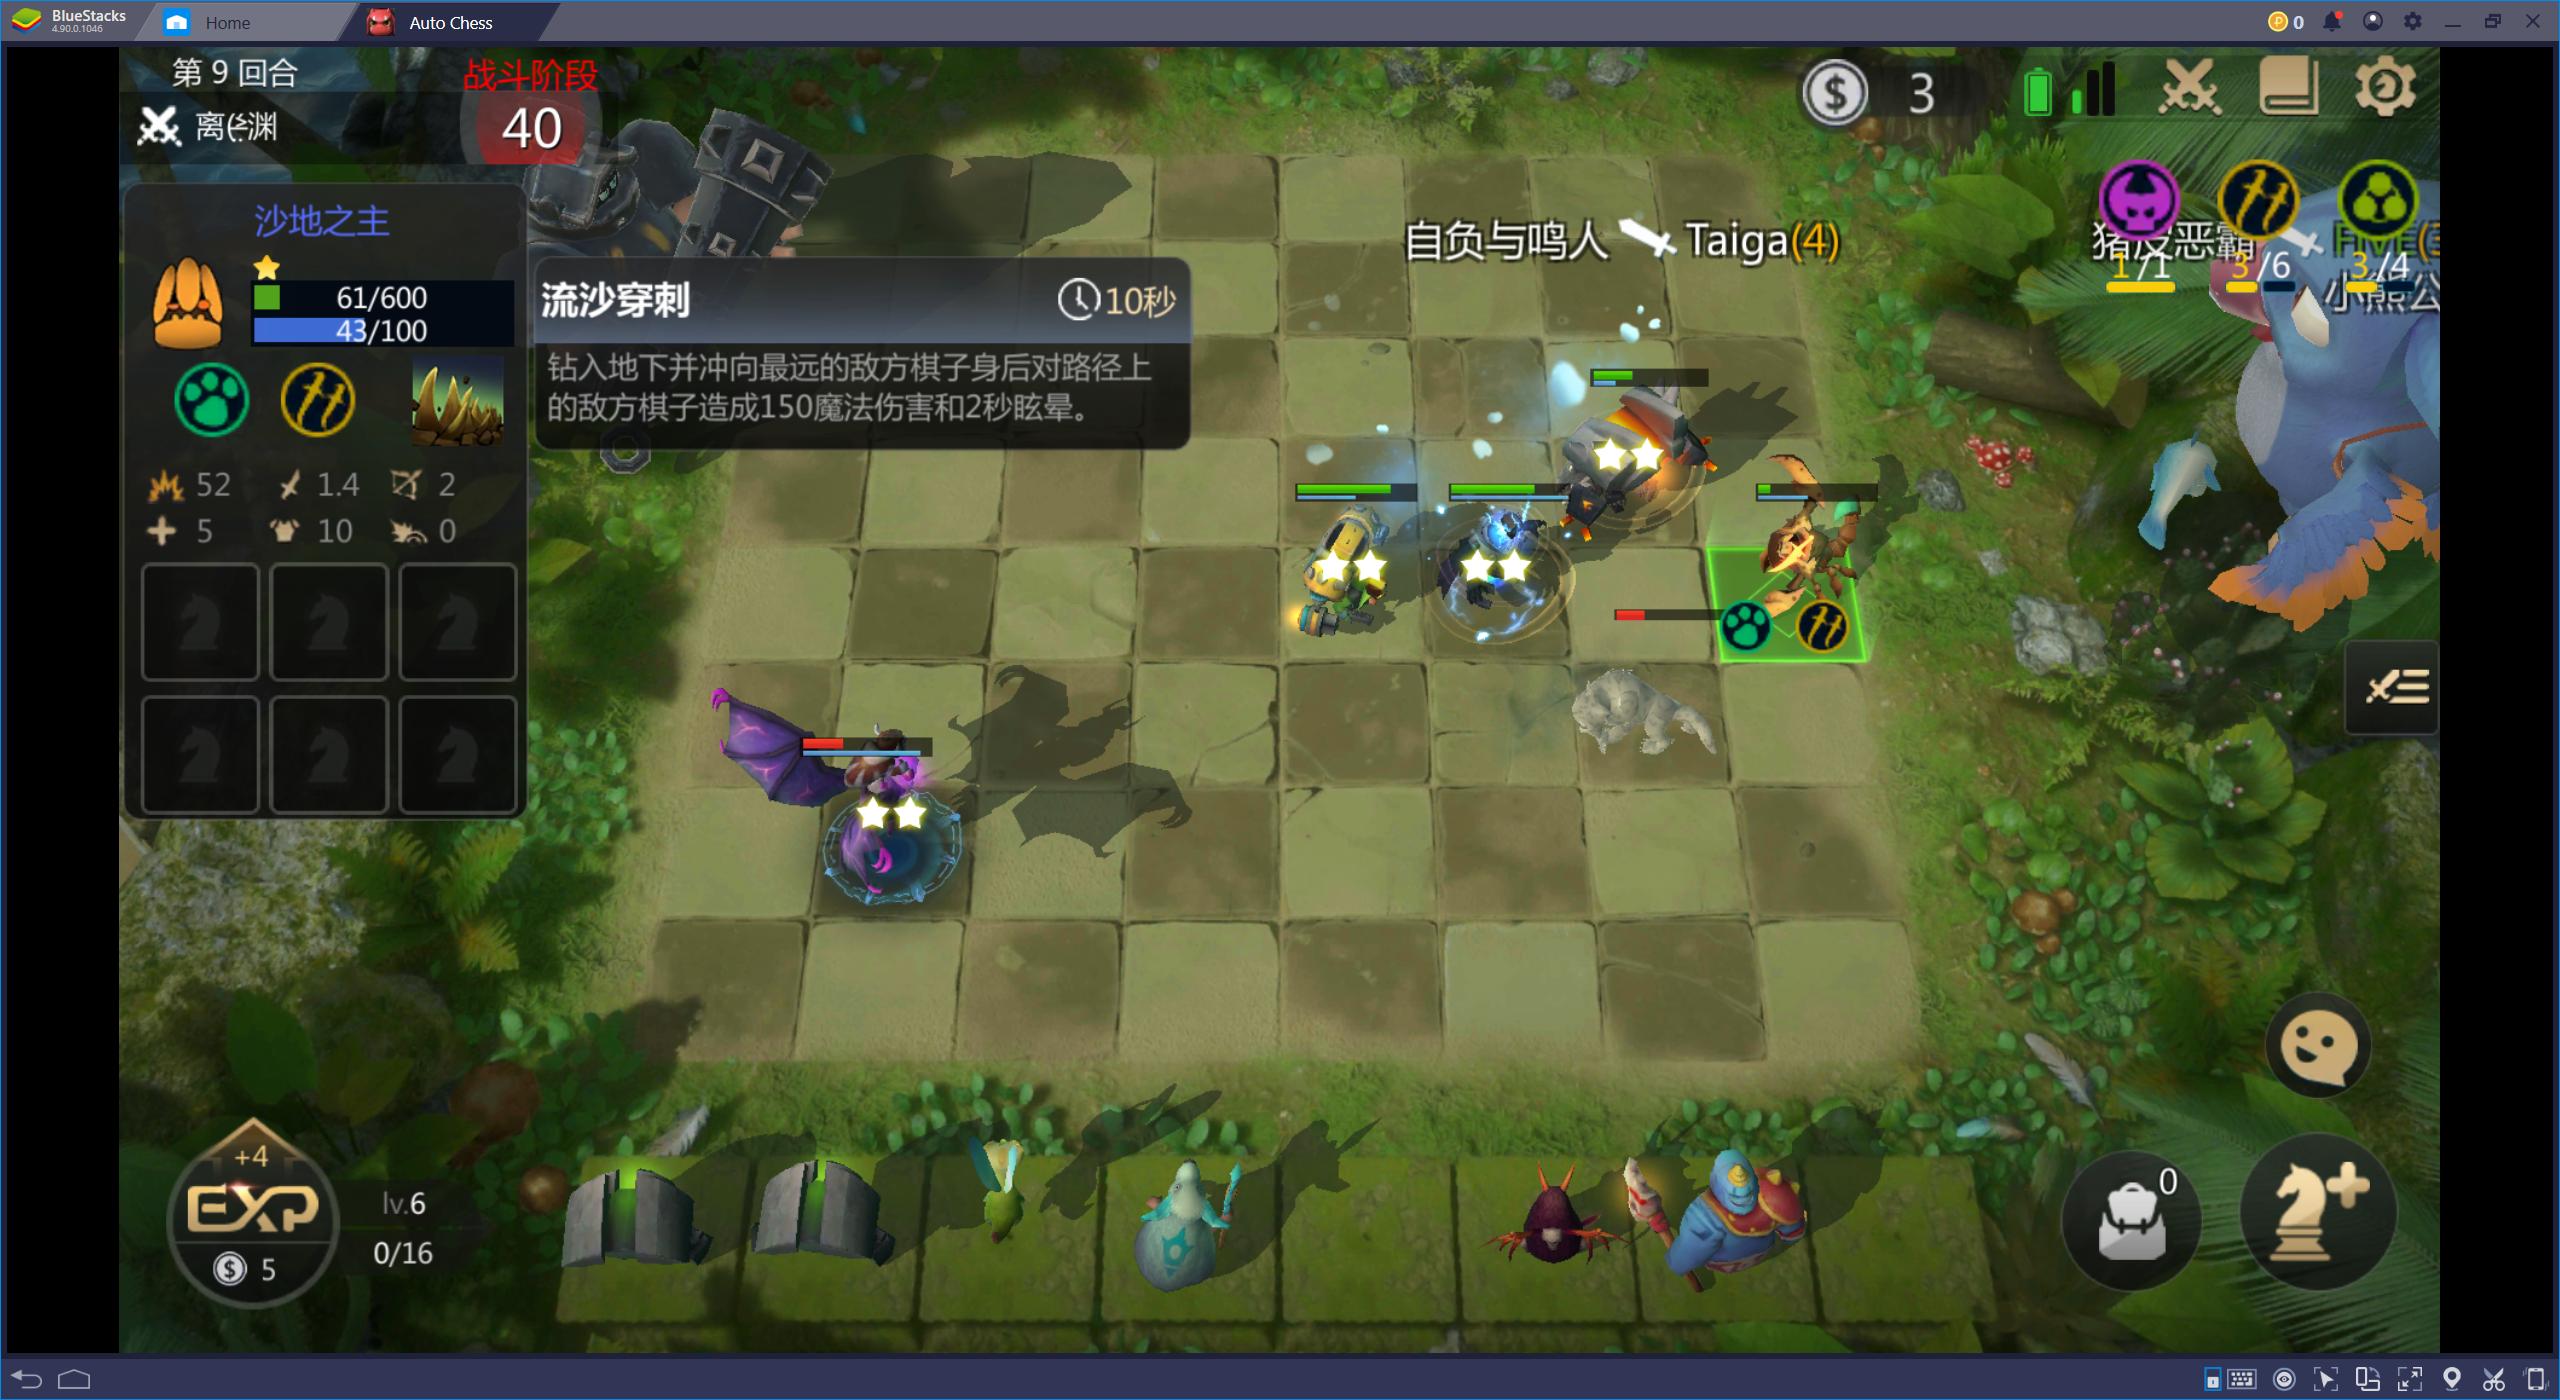 BlueStacks
4.90.0.1046
Home
Auto Chess
0
第 9 回合
战斗阶段
40
3
沙地之主
61/600
43/100
52
1.4
2
5
10
0
流沙穿刺
10秒
钻入地下并冲向最远的敌方棋子身后对路径上
的敌方棋子造成150魔法伤害和2秒眩晕。
自负与鸣人 Taiga(4)
FIVE(3
1/1
3/6
3/4
+4
EXP
5
lv.6
0/16
0